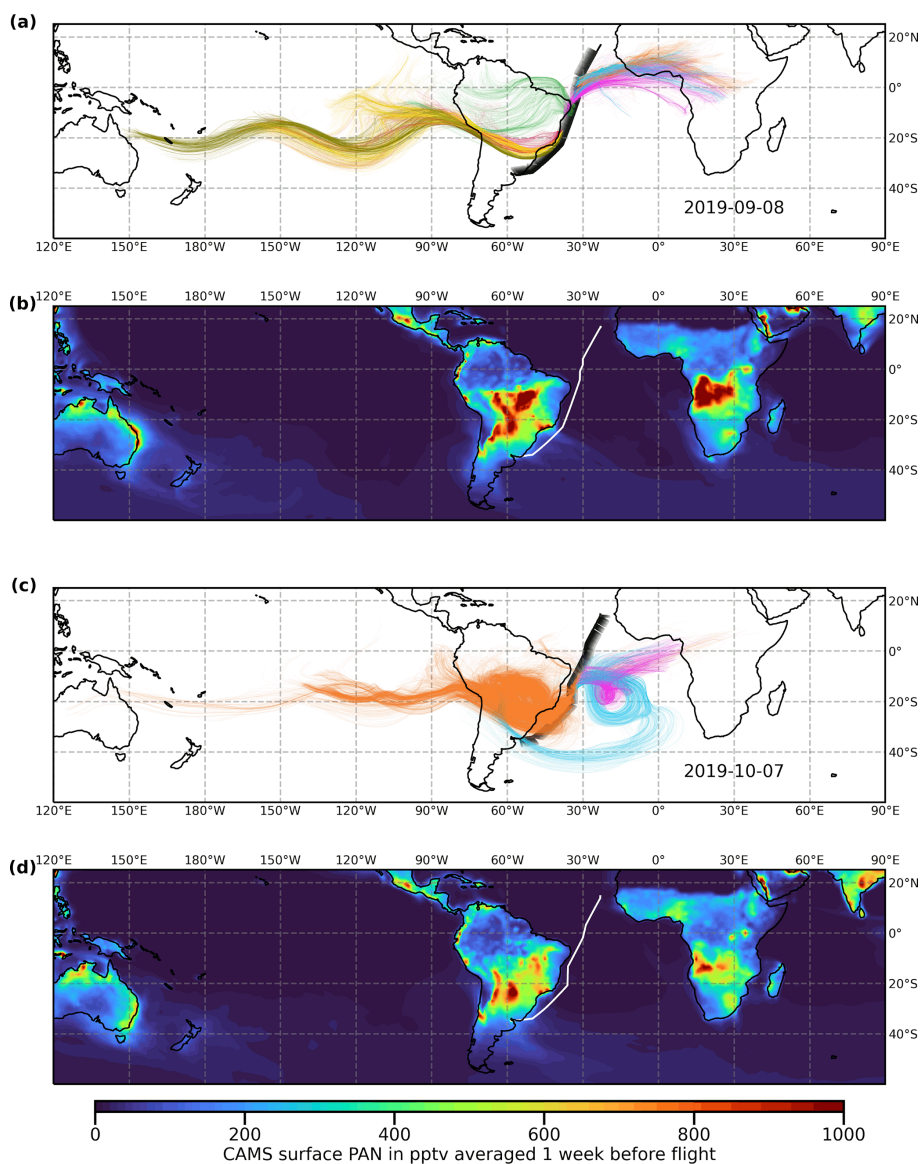 (a)
20°N
0°
20°S
40°S
2019-09-08
120°E 150°E 180°W 150°W 120°W 90°W 60°W 30°W 0° 30°E 60°E 90°E
(b) 120°E 150°E 180°W 150°W 120°W 90°W 60°W 30°W 0° 30°E 60°E 90°E
20°N
0°
20°S
40°S
(c)
20°N
0°
20°S
40°S
2019-10-07
120°E 150°E 180°W 150°W 120°W 90°W 60°W 30°W 0° 30°E 60°E 90°E
(d) 120°E 150°E 180°W 150°W 120°W 90°W 60°W 30°W 0° 30°E 60°E 90°E
20°N
0°
20°S
40°S
0 200 400 600 800 1000
CAMS surface PAN in pptv averaged 1 week before flight